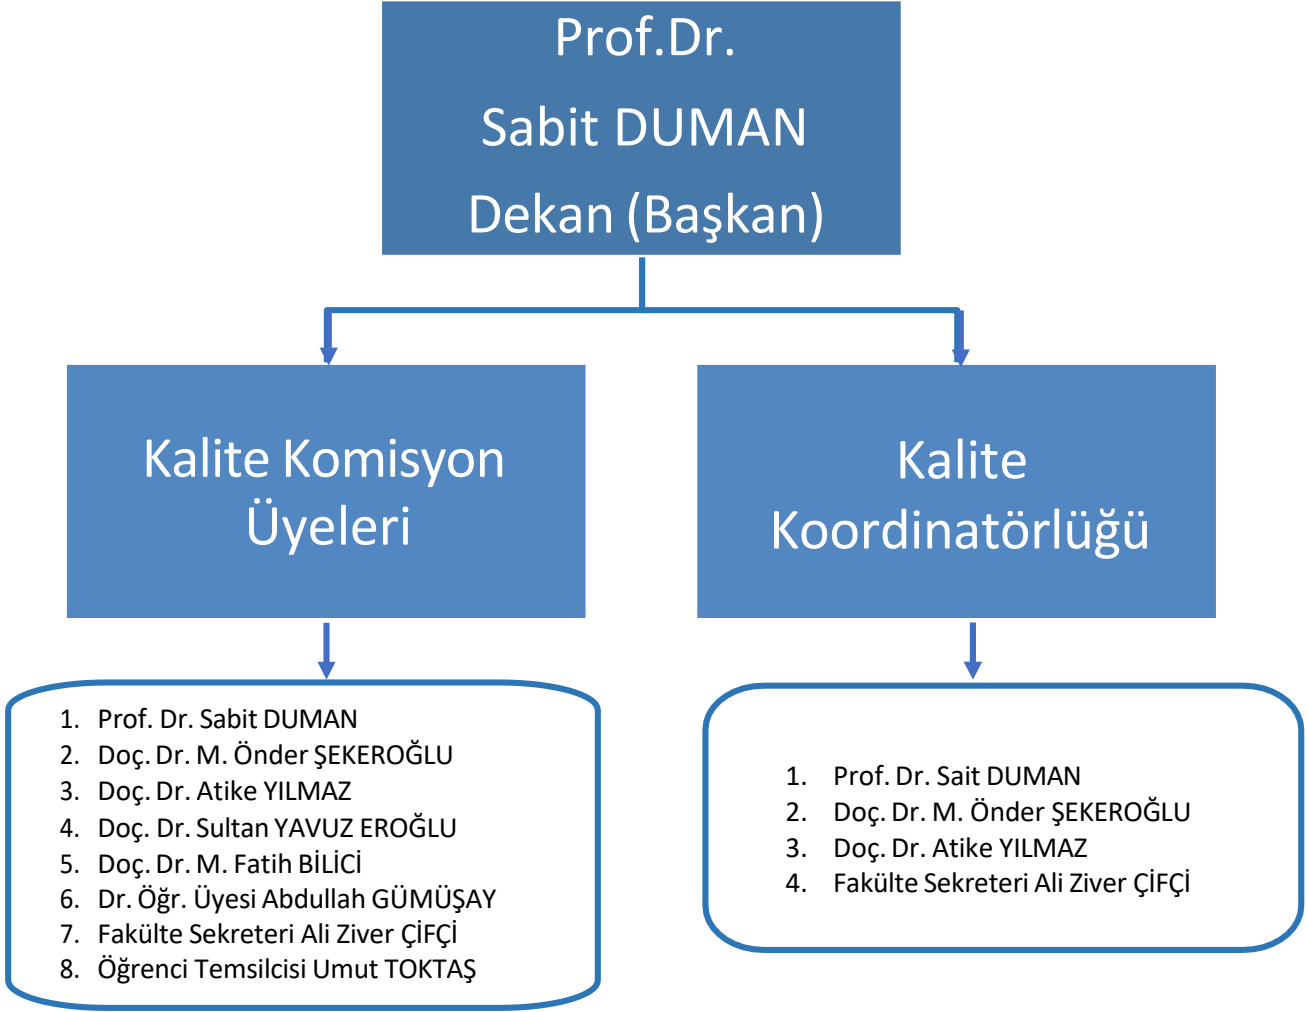 Prof.Dr.
Sabit DUMAN
Dekan (Başkan)
Kalite Komisyon
Üyeleri
Kalite
Koordinatörlüğü
1. Prof. Dr. Sabit DUMAN
2. Doç. Dr. M. Önder ŞEKEROĞLU
3. Doç. Dr. Atike YILMAZ
4. Doç. Dr. Sultan YAVUZ EROĞLU
5. Doç. Dr. M. Fatih BİLİCİ
6. Dr. Öğr. Üyesi Abdullah GÜMÜŞAY
7. Fakülte Sekreteri Ali Ziver ÇİFÇİ
8. Öğrenci Temsilcisi Umut TOKTAŞ
1. Prof. Dr. Sait DUMAN
2. Doç. Dr. M. Önder ŞEKEROĞLU
3. Doç. Dr. Atike YILMAZ
4. Fakülte Sekreteri Ali Ziver ÇİFÇİ